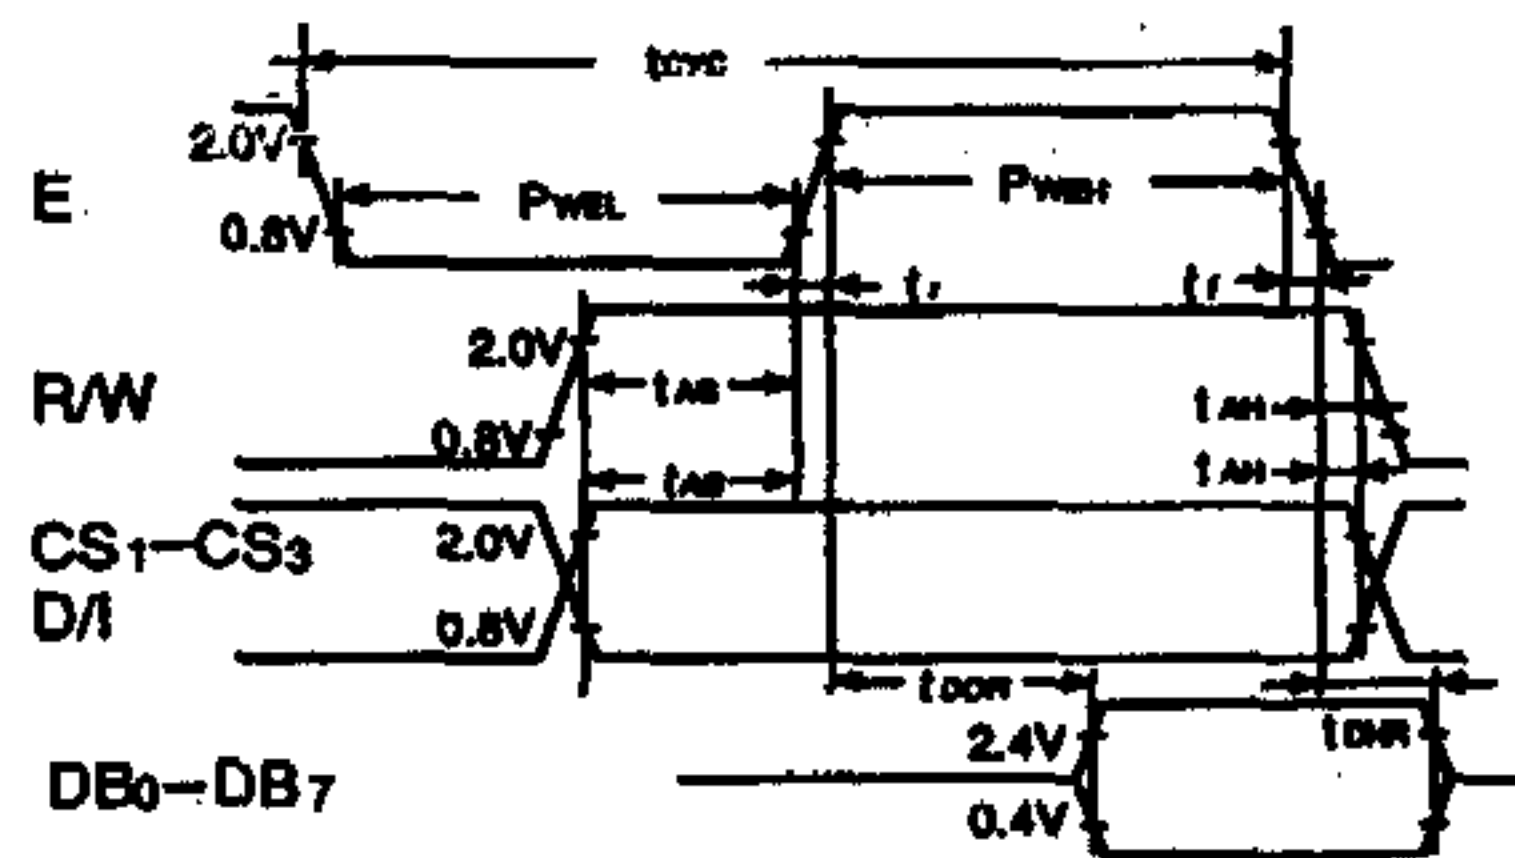 tCYC
2.0V
E
PWEL
PWEH
0.8V
tr
tf
2.0V
R/W
tAS
tAH
0.8V
tAS
tAH
CS1-CS3
2.0V
D/I
0.8V
tDDR
2.4V
tDHR
DB0-DB7
0.4V